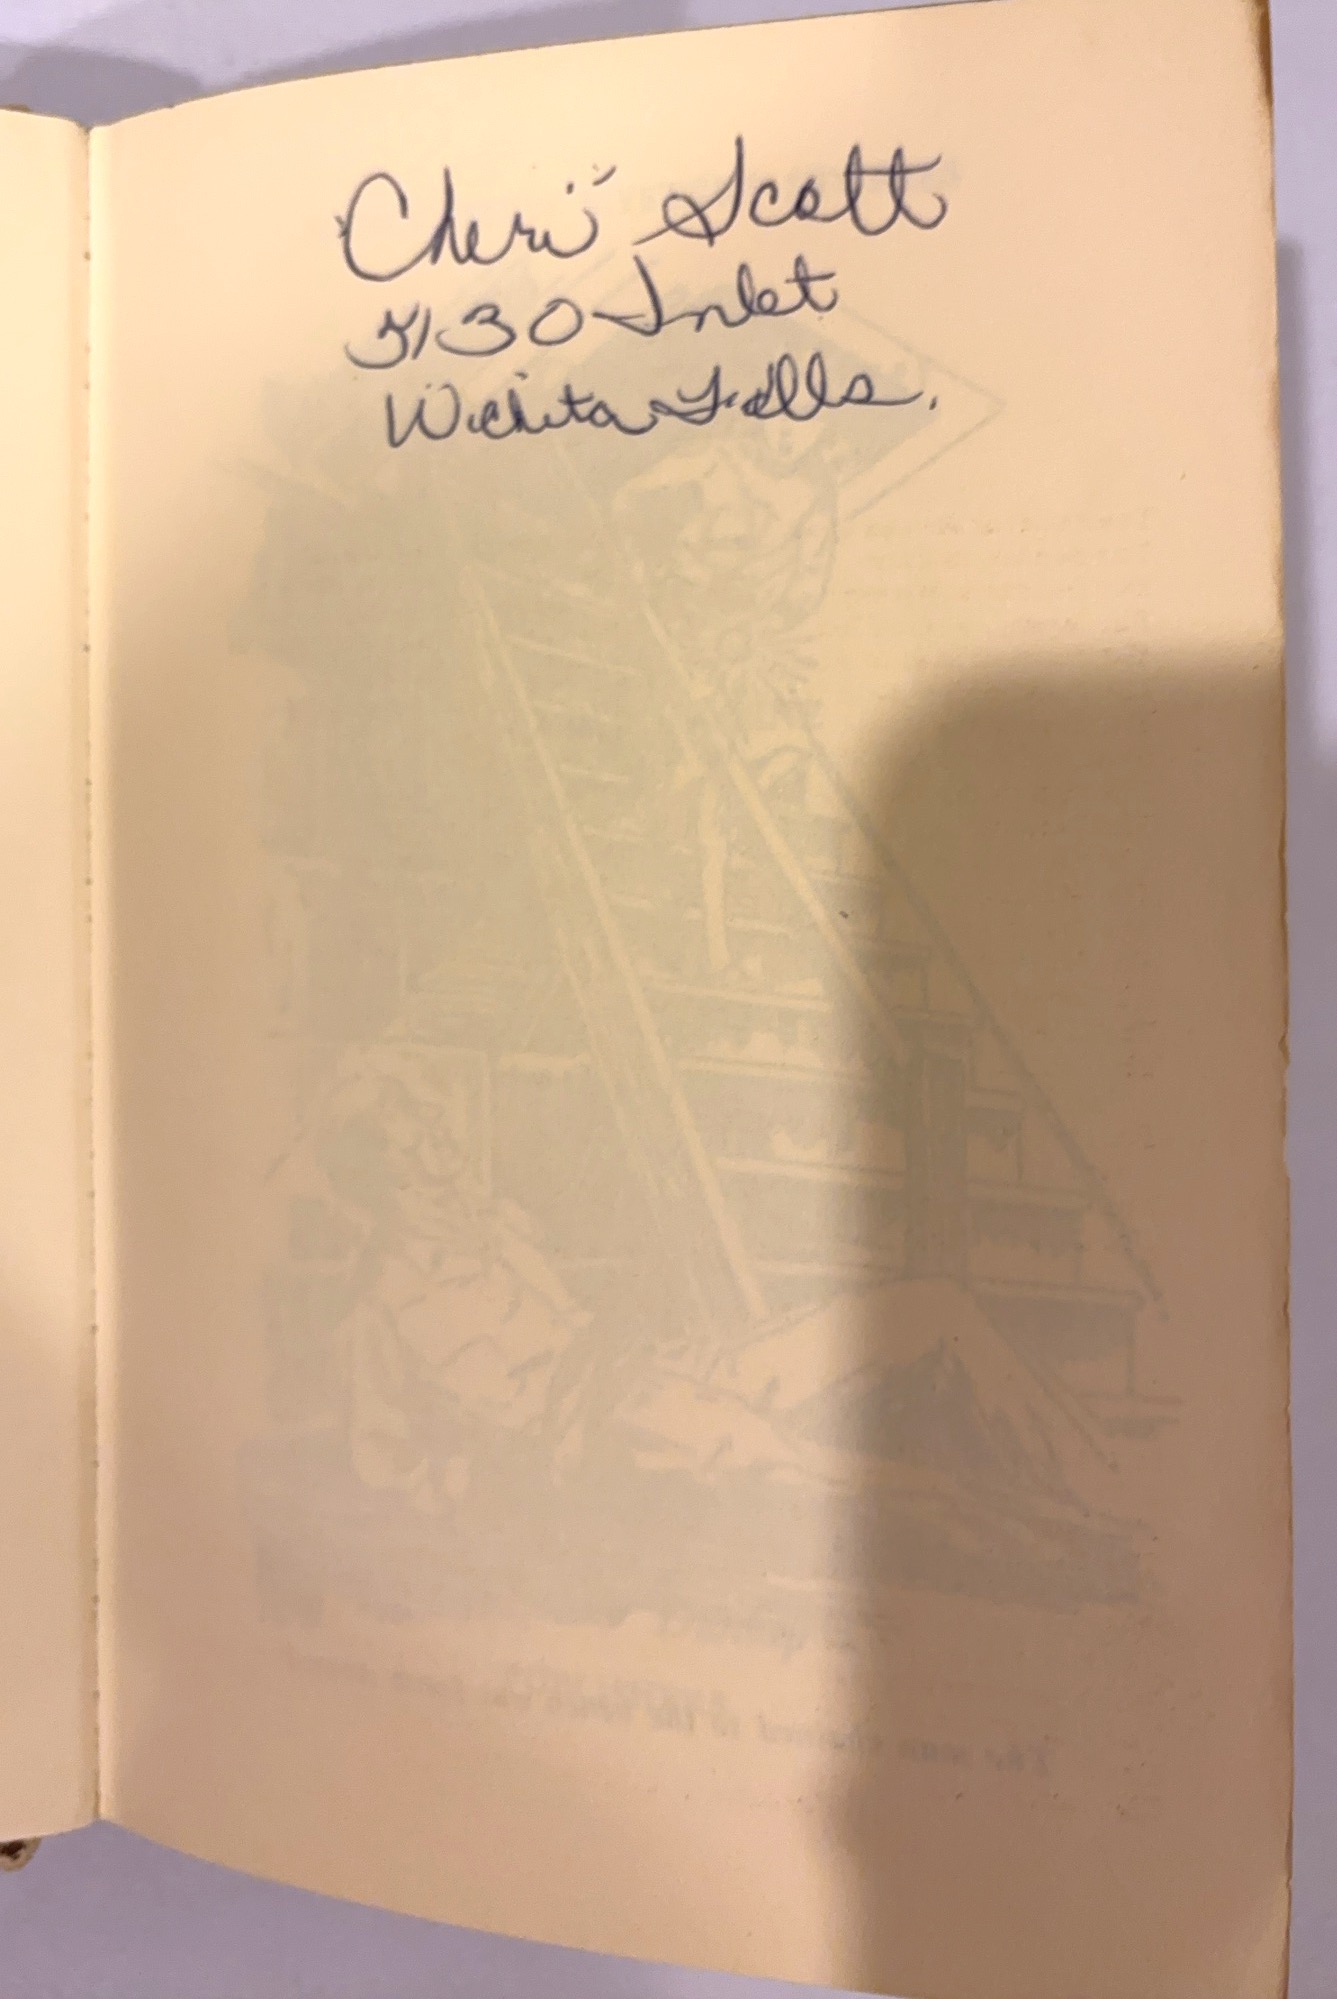 Cheri Scott
5130 Inlet
Wichita Falls.